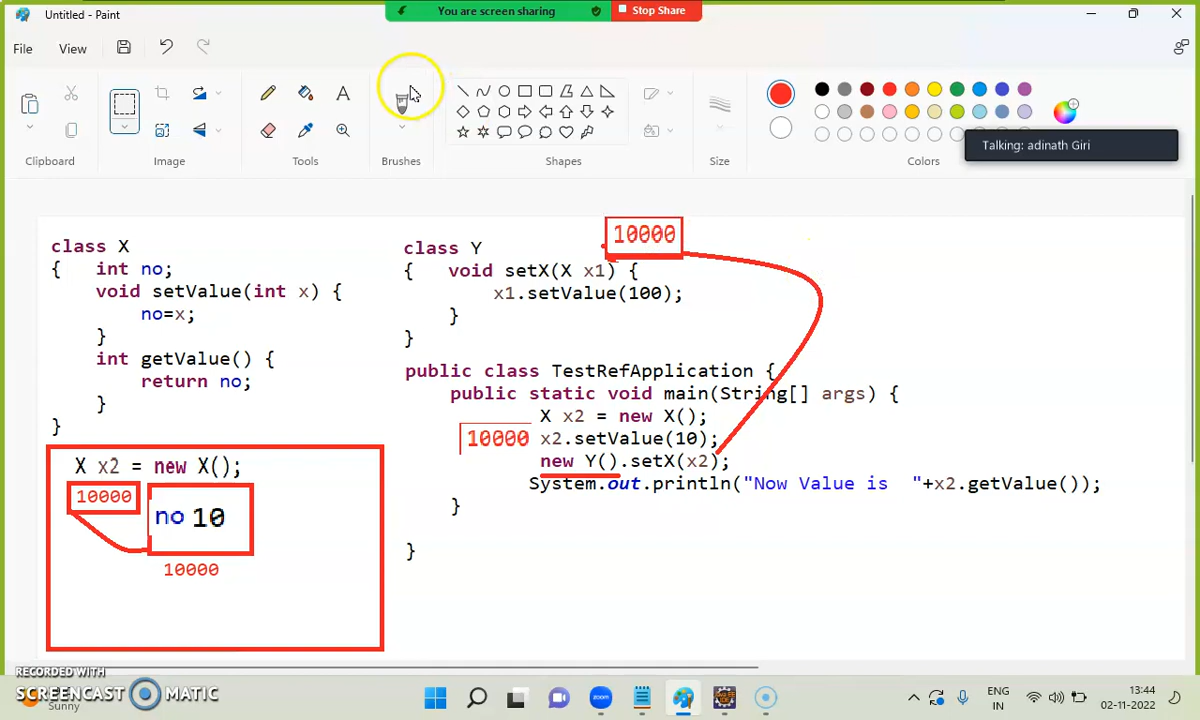 Untitled - Paint
You are screen sharing
Stop Share
File
View
Clipboard
Image
Tools
Brushes
Shapes
Size
Colors
Talking: adinath Giri
class X
{ int no;
void setValue(int x) {
no=x;
}
int getValue() {
return no;
}
}
X x2 = new X();
10000
no 10
10000
10000
class Y
{ void setX(X x1) {
x1.setValue(100);
}
}
public class TestRefApplication {
public static void main(String[] args) {
X x2 = new X();
10000 x2.setValue(10);
new Y().setX(x2);
System.out.println("Now Value is "+x2.getValue());
}
}
RECORDED WITH
SCREENCAST MATIC
Sunny
zoom
ENG
IN
13:44
02-11-2022